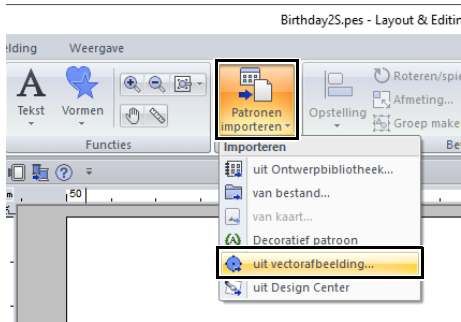 Birthday2S.pes - Layout & Editin
elding Weergave
Tekst
Vormen
Functies
Patronen
importeren
Opstelling
Roteren/spie
Afmeting...
Groep make
Be
Importeren
uit Ontwerpbibliotheek...
van bestand...
van kaart...
Decoratief patroon
uit vectorafbeelding...
uit Design Center
50